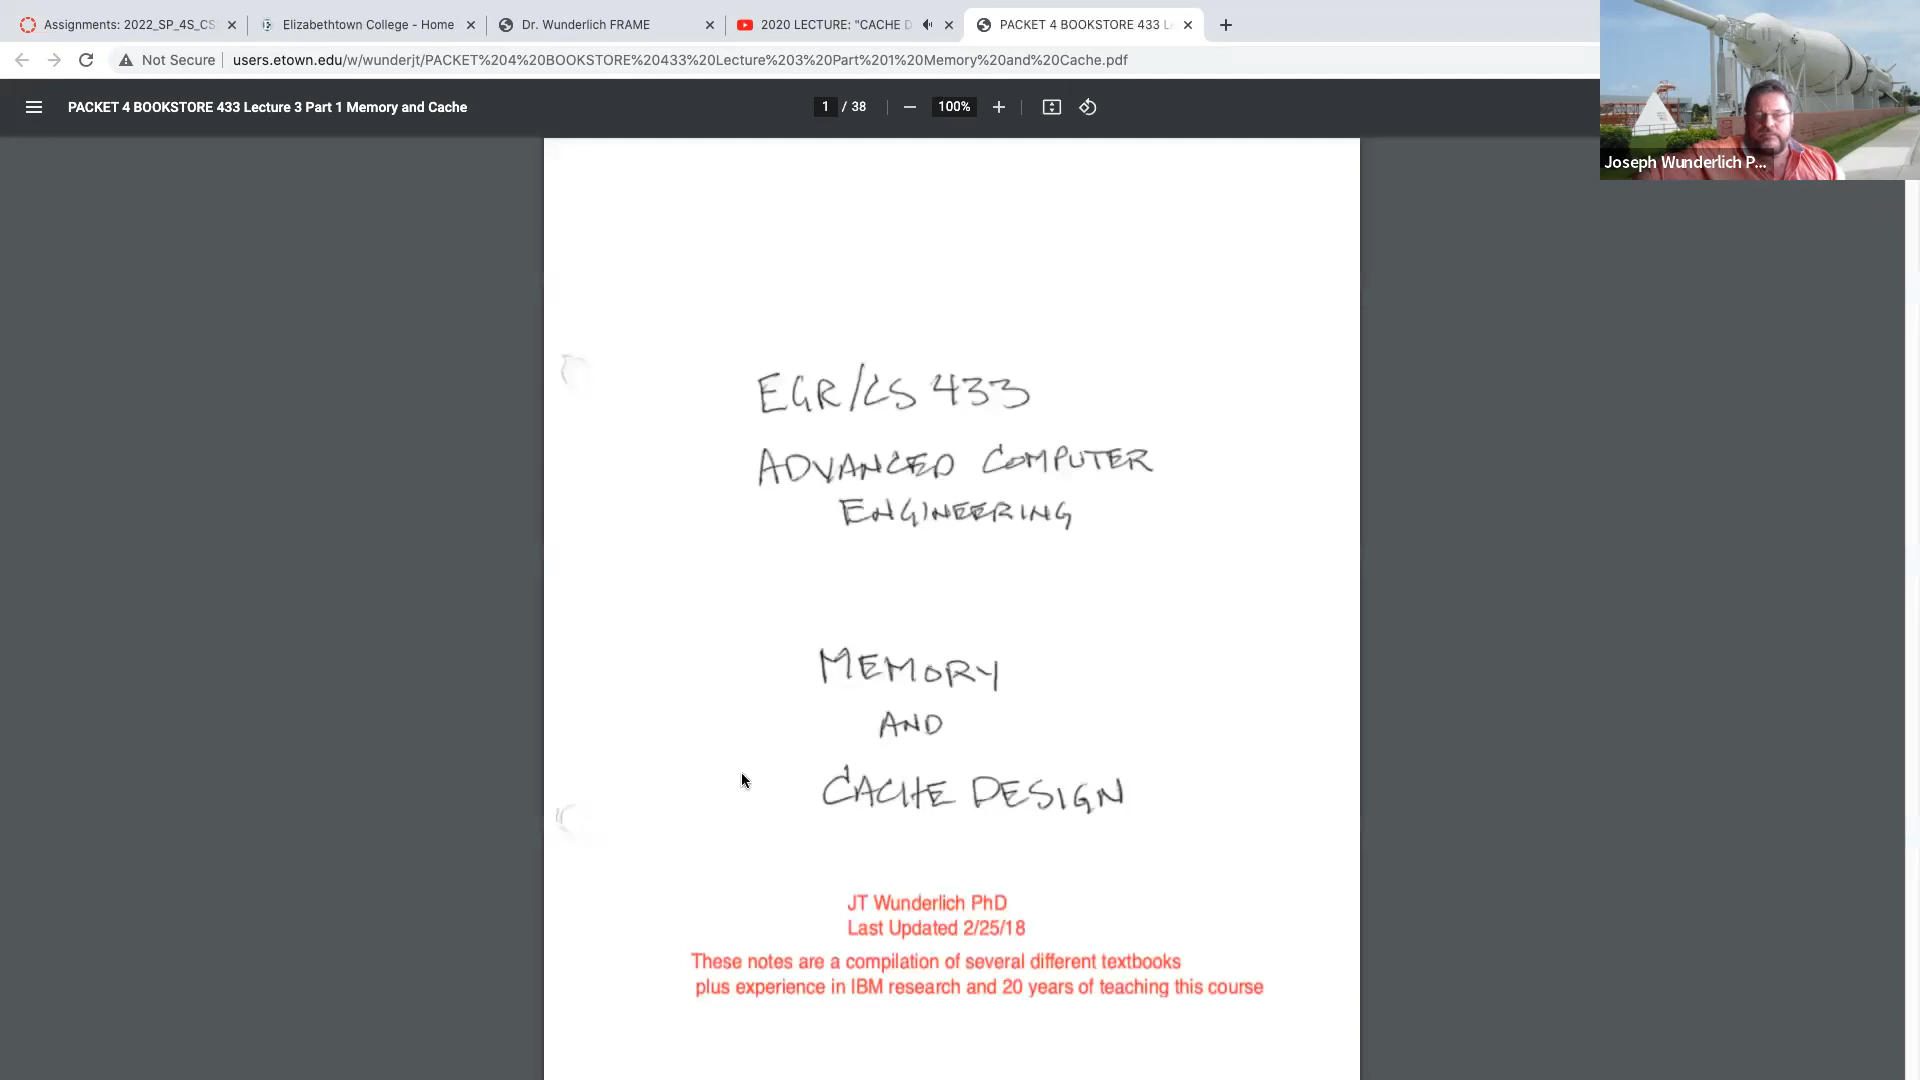 Assignments: 2022_SP_4S_CS
Elizabethtown College - Home
Dr. Wunderlich FRAME
2020 LECTURE: "CACHE D
PACKET 4 BOOKSTORE 433 Le
Not Secure
users.etown.edu/w/wunderjt/PACKET%204%20BOOKSTORE%20433%20Lecture%203%20Part%201%20Memory%20and%20Cache.pdf
PACKET 4 BOOKSTORE 433 Lecture 3 Part 1 Memory and Cache
1 / 38
100%
Joseph Wunderlich P...
EGR/CS 433
ADVANCED COMPUTER
ENGINEERING
MEMORY
AND
CACHE DESIGN
JT Wunderlich PhD
Last Updated 2/25/18
These notes are a compilation of several different textbooks
plus experience in IBM research and 20 years of teaching this course